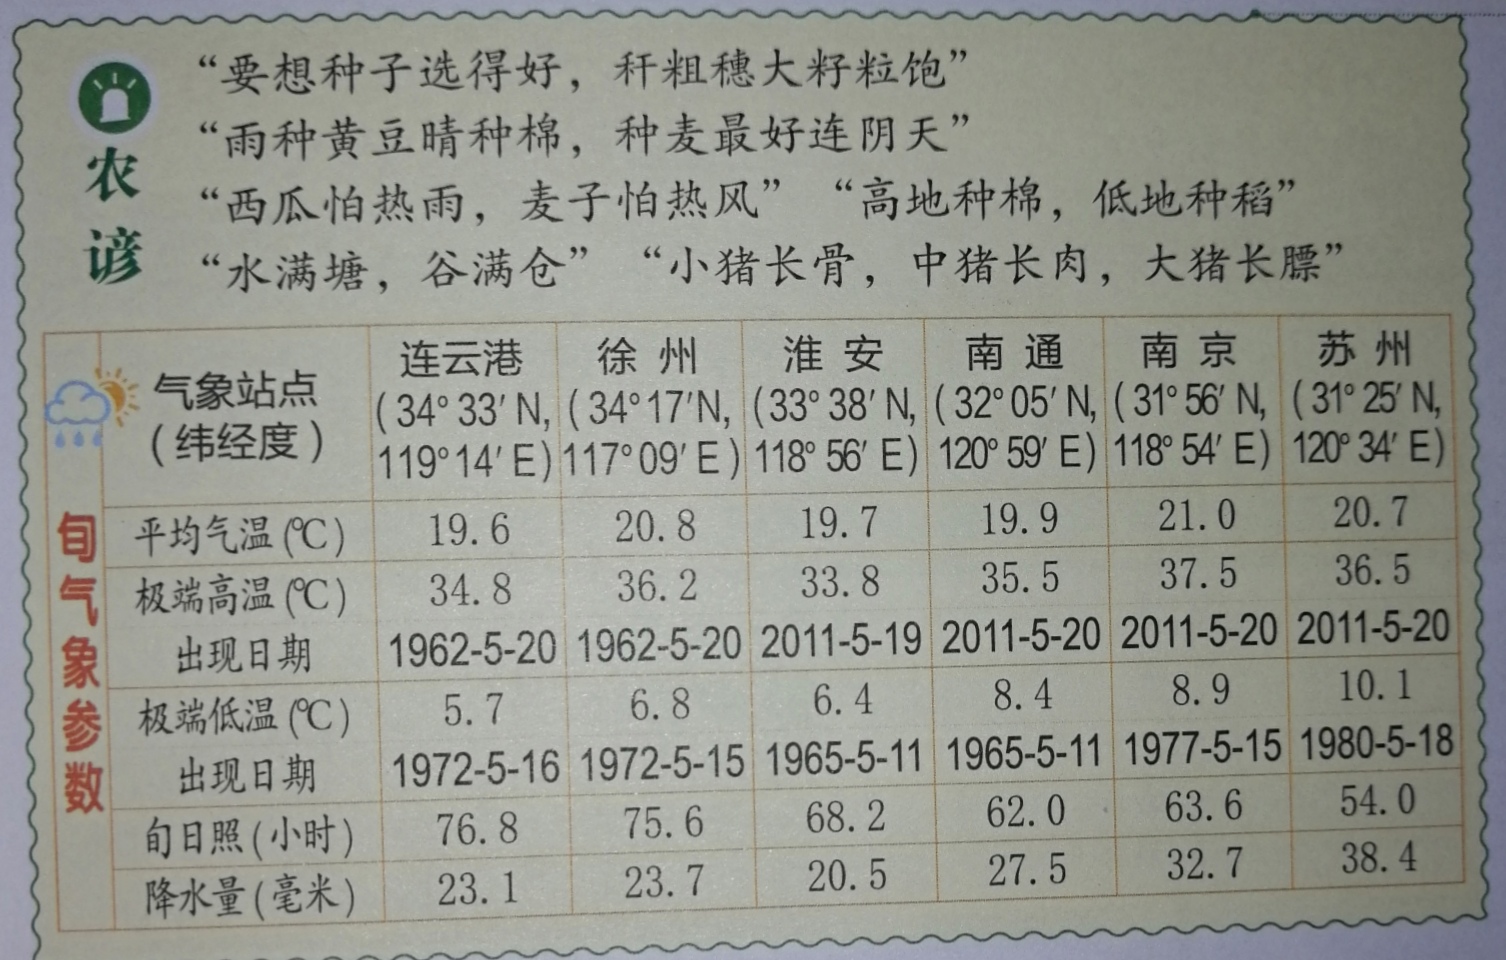 农谚
“要想种子选得好，秆粗穗大籽粒饱”
“雨种黄豆晴种棉，种麦最好连阴天”
“西瓜怕热雨，麦子怕热风” “高地种棉，低地种稻”
“水满塘，谷满仓” “小猪长骨，中猪长肉，大猪长膘”
旬气象参数
气象站点（纬经度） 连云港（34°33′N，119°14′E） 徐州（34°17′N，117°09′E） 淮安（33°38′N，118°56′E） 南通（32°05′N，120°59′E） 南京（31°56′N，118°54′E） 苏州（31°25′N，120°34′E）
平均气温(℃) 19.6 20.8 19.7 19.9 21.0 20.7
极端高温(℃) 34.8 36.2 33.8 35.5 37.5 36.5
出现日期 1962-5-20 1962-5-20 2011-5-19 2011-5-20 2011-5-20 2011-5-20
极端低温(℃) 5.7 6.8 6.4 8.4 8.9 10.1
出现日期 1972-5-16 1972-5-15 1965-5-11 1965-5-11 1977-5-15 1980-5-18
旬日照(小时) 76.8 75.6 68.2 62.0 63.6 54.0
降水量(毫米) 23.1 23.7 20.5 27.5 32.7 38.4